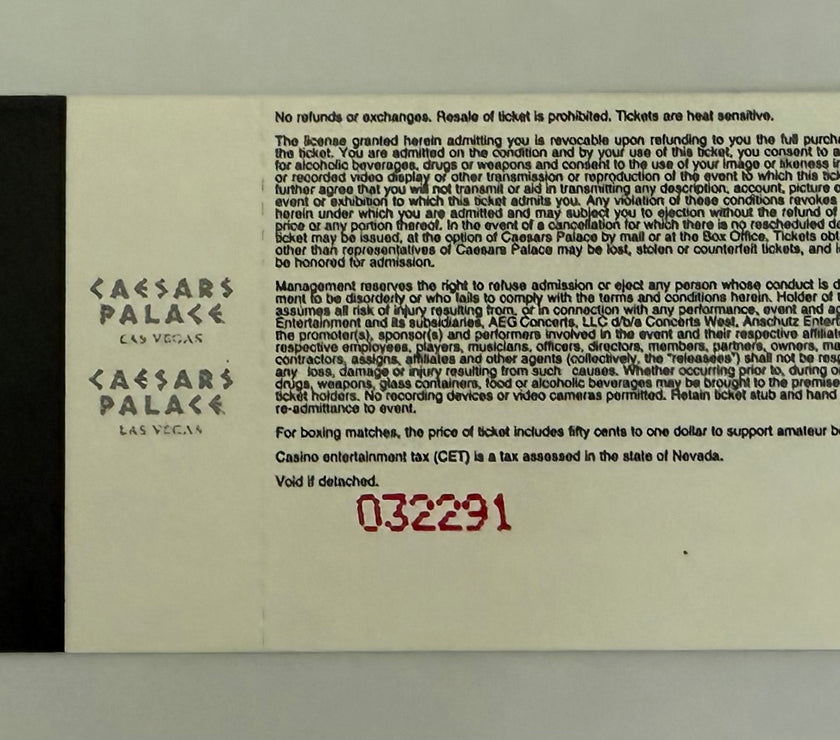 CAESARS
PALACE
LAS VEGAS
CAESARS
PALACE
LAS VEGAS
No refunds or exchanges. Resale of ticket is prohibited. Tickets are heat sensitive.
The license granted herein admitting you is revocable upon refunding to you the full
the ticket. You are admitted on the condition and by your use of this ticket, you consent to
for alcoholic beverages, drugs or weapons and consent to the use of your image or likeness
or recorded video display or other transmission or reproduction of the event to which this
further agree that you will not transmit or aid in transmitting any description, account, picture
event or exhibition to which this ticket admits you. Any violation of these conditions revokes
herein under which you are admitted and may subject you to ejection without the refund of
price or any portion thereof. In the event of a cancellation for which there is no rescheduled
ticket may be issued, at the option of Caesars Palace by mail or at the Box Office. Tickets
other than representatives of Caesars Palace may be lost, stolen or counterfeit tickets, and
be honored for admission.
Management reserves the right to refuse admission or eject any person whose conduct is
ment to be disorderly or who fails to comply with the terms and conditions herein. Holder of
assumes all risk of injury resulting from, or in connection with any performance, event and
Entertainment and its subsidiaries, AEG Concerts, LLC d/b/a Concerts West, Anschutz
the promoter(s), sponsor(s) and performers involved in the event and their respective
respective employees, players, musicians, officers, directors, members, partners, owners,
contractors, assigns, affiliates and other agents (collectively, the "releasees") shall not be
any loss, damage or injury resulting from such causes. Whether occurring prior to, during
drugs, weapons, glass containers, food or alcoholic beverages may be brought to the
ticket holders. No recording devices or video cameras permitted. Retain ticket stub and hand
re-admittance to event.
For boxing matches, the price of ticket includes fifty cents to one dollar to support amateur
Casino entertainment tax (CET) is a tax assessed in the state of Nevada.
Void if detached.
032291